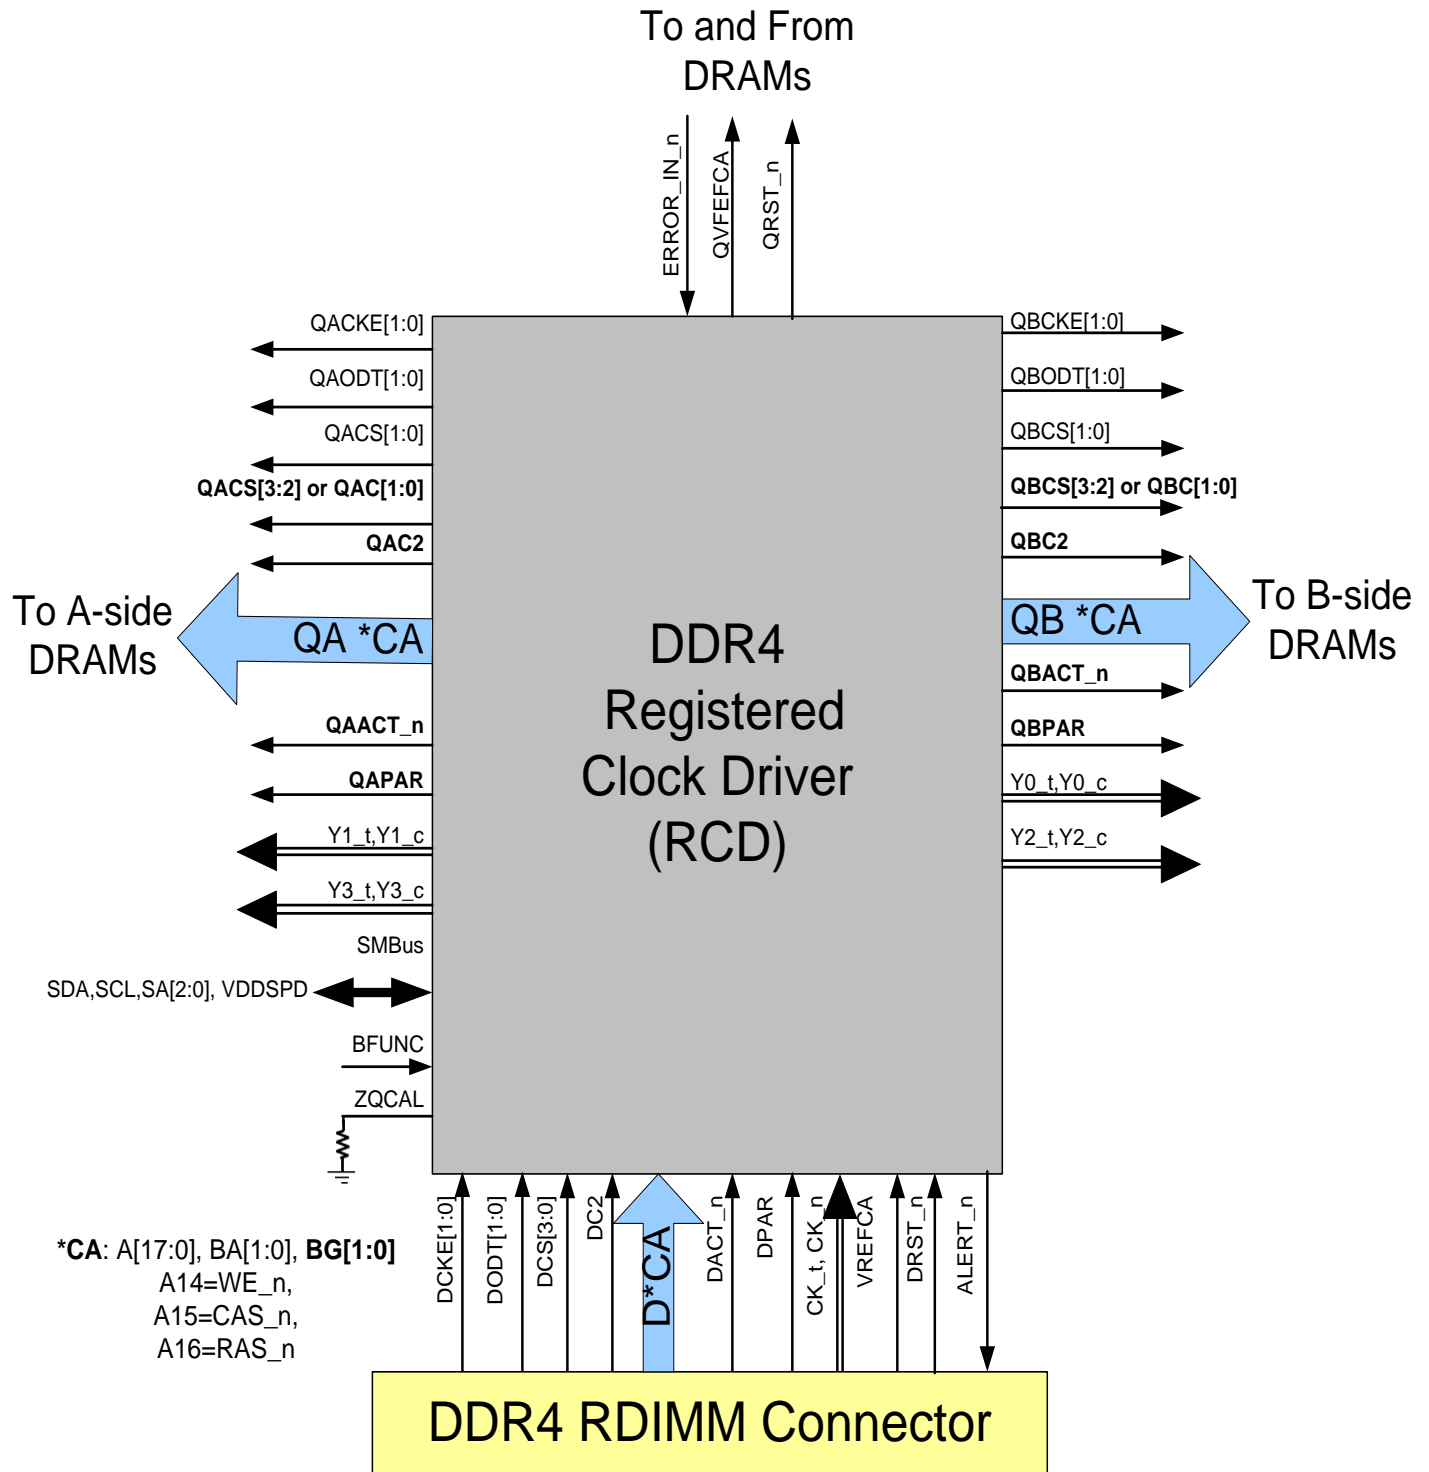 To and From
DRAMs
ERROR_IN_n
QVFEFCA
QRST_n
QACKE[1:0]
QAODT[1:0]
QACS[1:0]
QACS[3:2] or QAC[1:0]
QAC2
To A-side
DRAMs
QA *CA
QAACT_n
QAPAR
Y1_t,Y1_c
Y3_t,Y3_c
SMBus
SDA,SCL,SA[2:0], VDDSPD
BFUNC
ZQCAL
DDR4
Registered
Clock Driver
(RCD)
QBCKE[1:0]
QBODT[1:0]
QBCS[1:0]
QBCS[3:2] or QBC[1:0]
QBC2
QB *CA
To B-side
DRAMs
QBACT_n
QBPAR
Y0_t,Y0_c
Y2_t,Y2_c
*CA: A[17:0], BA[1:0], BG[1:0]
A14=WE_n,
A15=CAS_n,
A16=RAS_n
DCKE[1:0]
DODT[1:0]
DCS[3:0]
DC2
D*CA
DACT_n
DPAR
CK_t, CK_n
VREFCA
DRST_n
ALERT_n
DDR4 RDIMM Connector